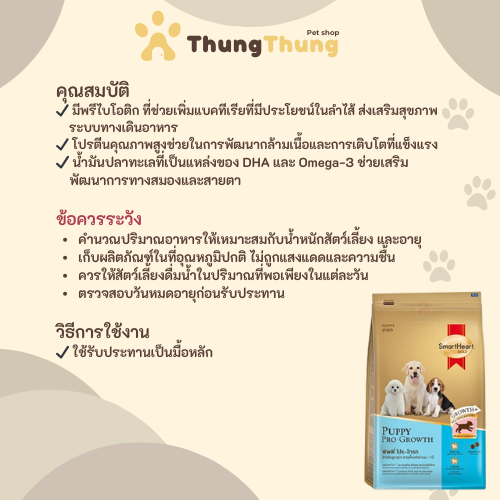 Pet shop
ThungThung
คุณสมบัติ
มีพรีไบโอติก ที่ช่วยเพิ่มแบคทีเรียที่มีประโยชน์ในลำไส้ ส่งเสริมสุขภาพ
ระบบทางเดินอาหาร
โปรตีนคุณภาพสูงช่วยในการพัฒนากล้ามเนื้อและการเติบโตที่แข็งแรง
น้ำมันปลาทะเลที่เป็นแหล่งของ DHA และ Omega-3 ช่วยเสริม
พัฒนาการทางสมองและสายตา
ข้อควรระวัง
• คำนวณปริมาณอาหารให้เหมาะสมกับน้ำหนักสัตว์เลี้ยง และอายุ
• เก็บผลิตภัณฑ์ในที่อุณหภูมิปกติ ไม่ถูกแสงแดดและความชื้น
• ควรให้สัตว์เลี้ยงดื่มน้ำในปริมาณที่พอเพียงในแต่ละวัน
• ตรวจสอบวันหมดอายุก่อนรับประทาน
วิธีการใช้งาน
ใช้รับประทานเป็นมื้อหลัก
PUPPY
SmartHeart
GOLD
GROWTH+
PUPPY
PRO GROWTH
พัพพี่ โปร-โกรท